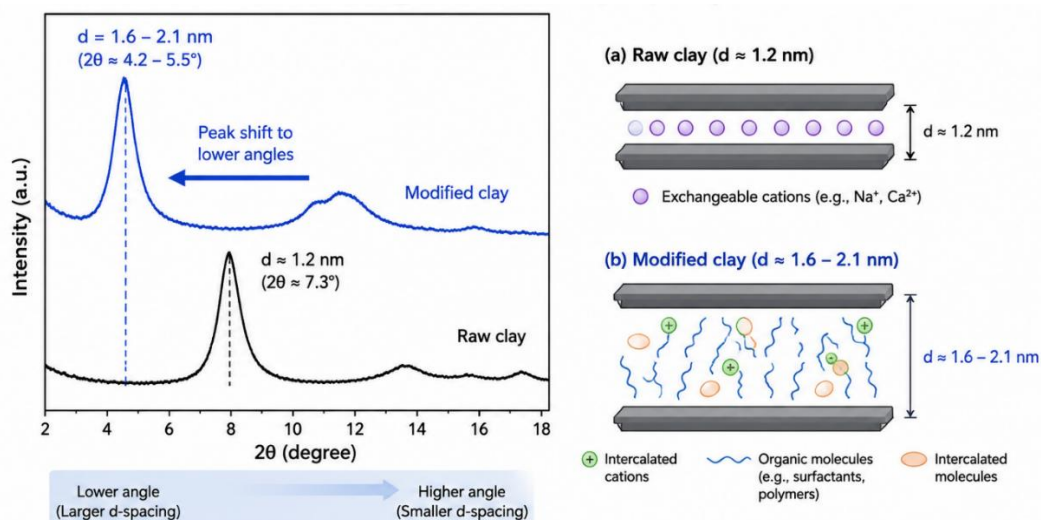 d = 1.6 – 2.1 nm
(2θ ≈ 4.2 – 5.5°)
Peak shift to
lower angles
Modified clay
d ≈ 1.2 nm
(2θ ≈ 7.3°)
Raw clay
Intensity (a.u.)
2 4 6 8 10 12 14 16 18
2θ (degree)
Lower angle
(Larger d-spacing)
Higher angle
(Smaller d-spacing)
(a) Raw clay (d ≈ 1.2 nm)
d ≈ 1.2 nm
Exchangeable cations (e.g., Na⁺, Ca²⁺)
(b) Modified clay (d ≈ 1.6 – 2.1 nm)
+ +
+
-
d ≈ 1.6 – 2.1 nm
+ Intercalated
cations
Organic molecules
(e.g., surfactants,
polymers)
Intercalated
molecules